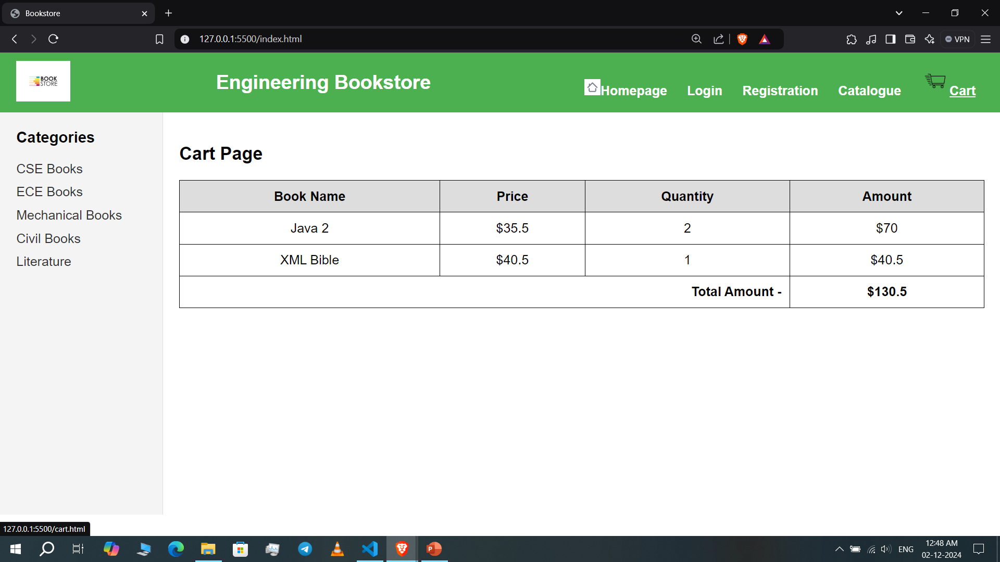 Bookstore
127.0.0.1:5500/index.html
VPN
BOOK
STORE
Engineering Bookstore
Homepage Login Registration Catalogue Cart
Categories
CSE Books
ECE Books
Mechanical Books
Civil Books
Literature
Cart Page
Book Name Price Quantity Amount
Java 2 $35.5 2 $70
XML Bible $40.5 1 $40.5
Total Amount - $130.5
127.0.0.1:5500/cart.html
P
ENG
12:48 AM
02-12-2024